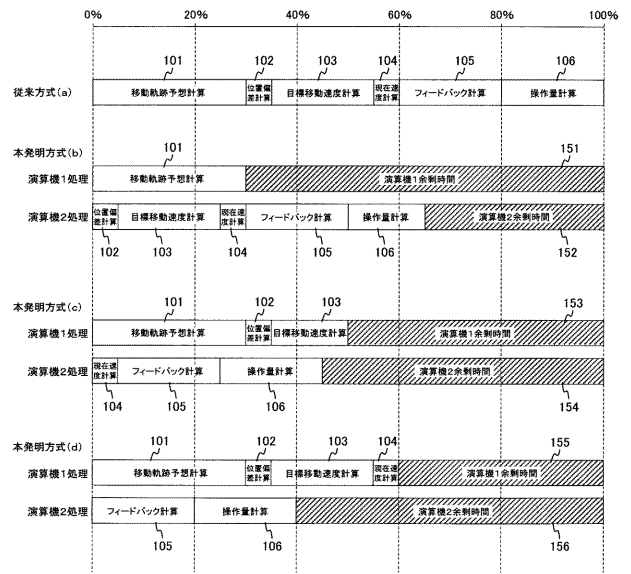 0% 20% 40% 60% 80% 100%
101 102 103 104 105 106
従来方式(a) 移動軌跡予想計算 位置偏差計算 目標移動速度計算 現在速度計算 フィードバック計算 操作量計算
本発明方式(b) 101 151
演算機1処理 移動軌跡予想計算 演算機1余剰時間
演算機2処理 位置偏差計算 目標移動速度計算 現在速度計算 フィードバック計算 操作量計算 演算機2余剰時間
102 103 104 105 106 152
本発明方式(c) 101 102 103 153
演算機1処理 移動軌跡予想計算 位置偏差計算 目標移動速度計算 演算機1余剰時間
演算機2処理 現在速度計算 フィードバック計算 操作量計算 演算機2余剰時間
104 105 106 154
本発明方式(d) 101 102 103 104 155
演算機1処理 移動軌跡予想計算 位置偏差計算 目標移動速度計算 現在速度計算 演算機1余剰時間
演算機2処理 フィードバック計算 操作量計算 演算機2余剰時間
105 106 156